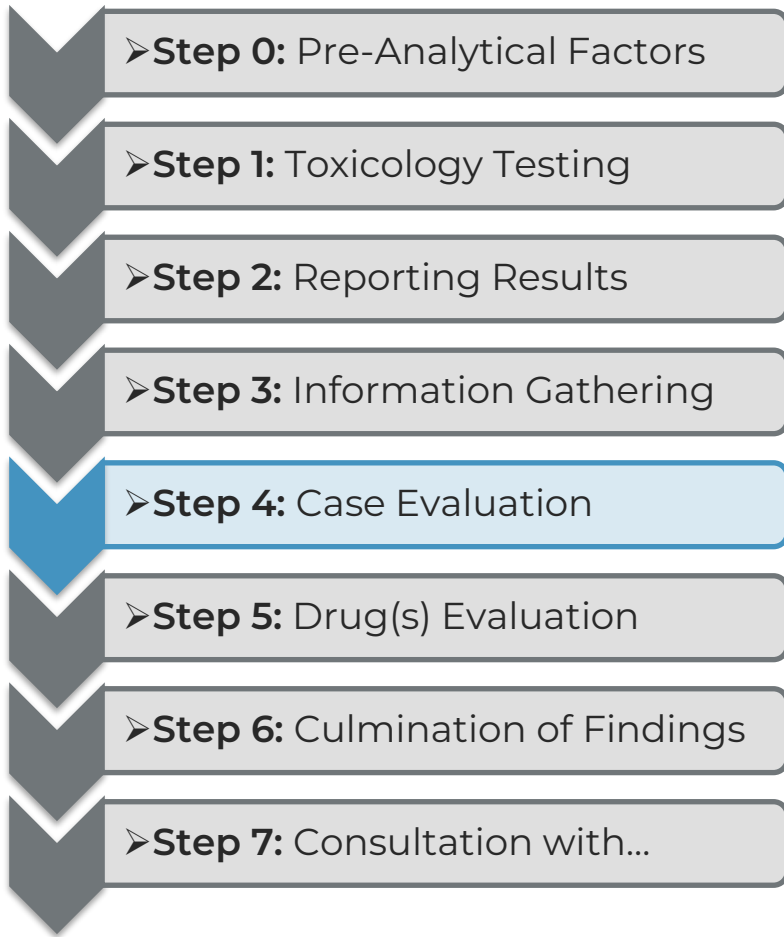 ➢Step 0: Pre-Analytical Factors
➢Step 1: Toxicology Testing
➢Step 2: Reporting Results
➢Step 3: Information Gathering
➢Step 4: Case Evaluation
➢Step 5: Drug(s) Evaluation
➢Step 6: Culmination of Findings
➢Step 7: Consultation with...